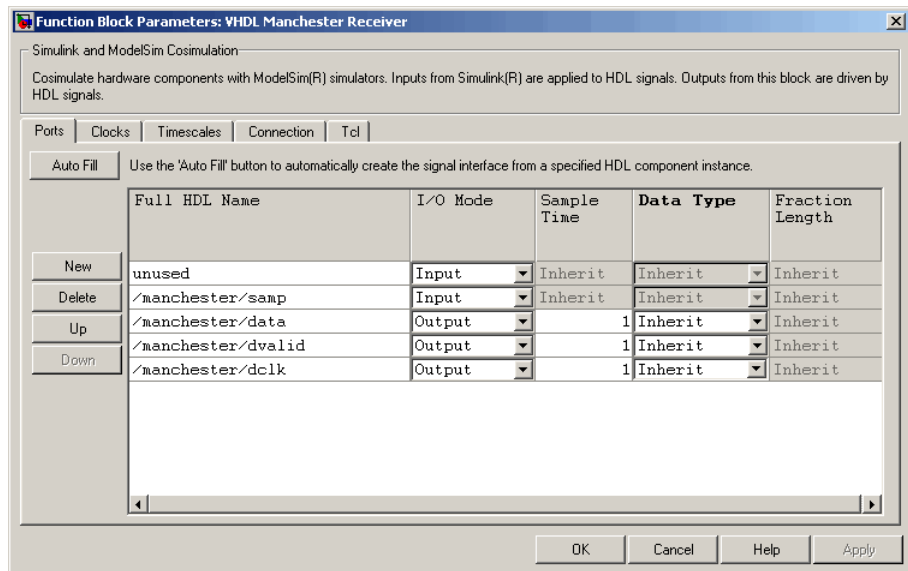 Function Block Parameters: VHDL Manchester Receiver
Simulink and ModelSim Cosimulation
Cosimulate hardware components with ModelSim(R) simulators. Inputs from Simulink(R) are applied to HDL signals. Outputs from this block are driven by
HDL signals.
Ports Clocks Timescales Connection Tcl
Auto Fill Use the 'Auto Fill' button to automatically create the signal interface from a specified HDL component instance.
Full HDL Name I/O Mode Sample Time Data Type Fraction Length
New
Delete
Up
Down
unused Input Inherit Inherit Inherit
/manchester/samp Input Inherit Inherit Inherit
/manchester/data Output 1 Inherit Inherit
/manchester/dvalid Output 1 Inherit Inherit
/manchester/dclk Output 1 Inherit Inherit
OK Cancel Help Apply